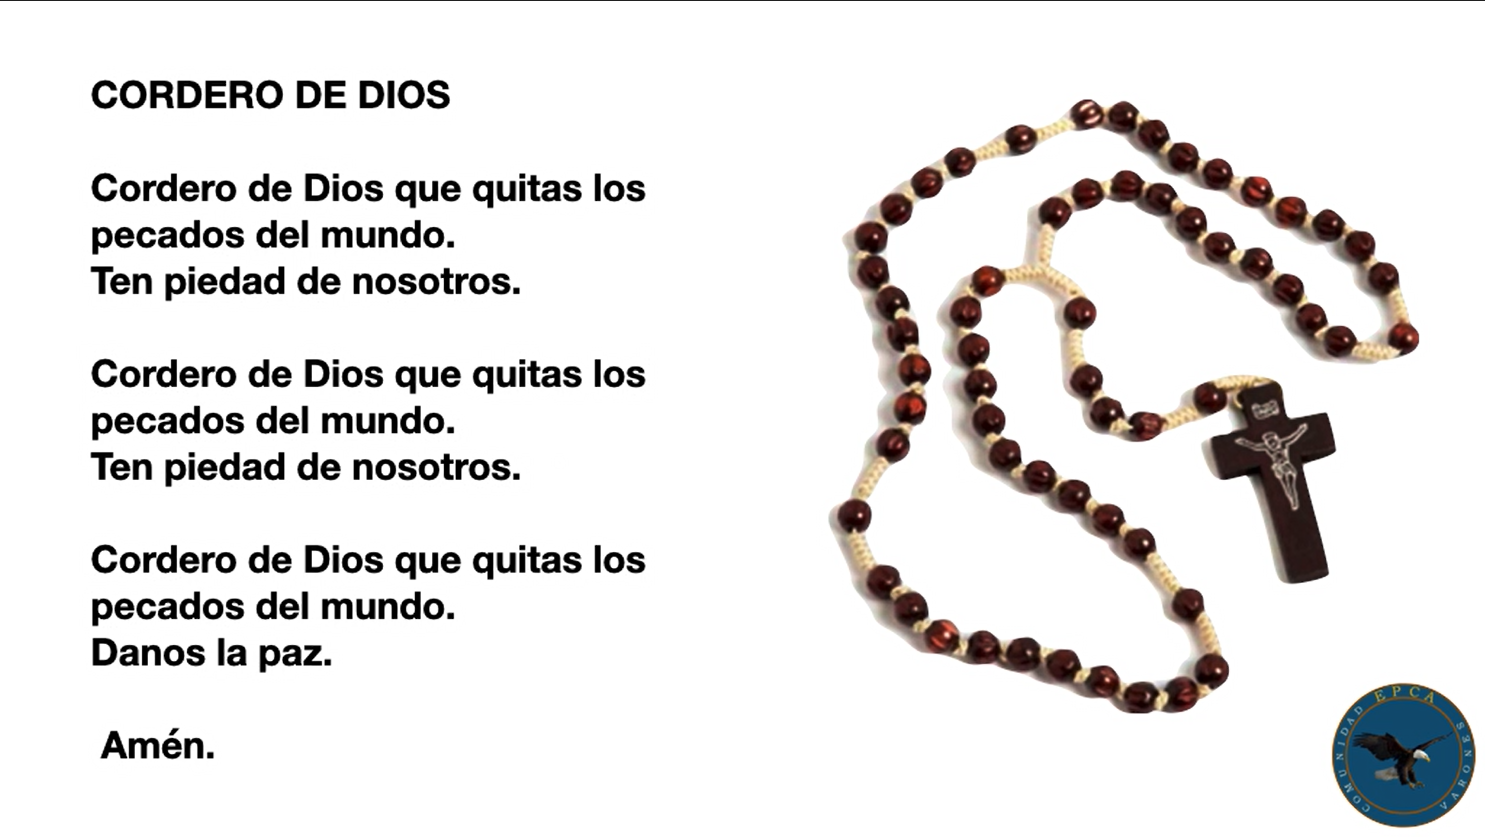 CORDERO DE DIOS
Cordero de Dios que quitas los
pecados del mundo.
Ten piedad de nosotros.
Cordero de Dios que quitas los
pecados del mundo.
Ten piedad de nosotros.
Cordero de Dios que quitas los
pecados del mundo.
Danos la paz.
Amén.
COMUNIDAD EPCA VARONES